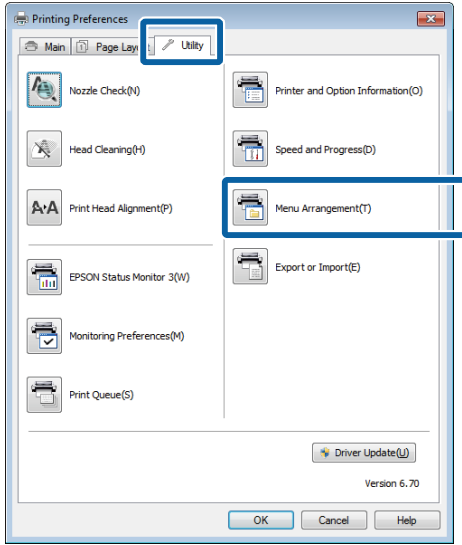 Printing Preferences
Main Page Layout Utility
Nozzle Check(N)
Printer and Option Information(O)
Head Cleaning(H)
Speed and Progress(D)
Print Head Alignment(P)
Menu Arrangement(T)
EPSON Status Monitor 3(W)
Export or Import(E)
Monitoring Preferences(M)
Print Queue(S)
Driver Update(U)
Version 6.70
OK Cancel Help